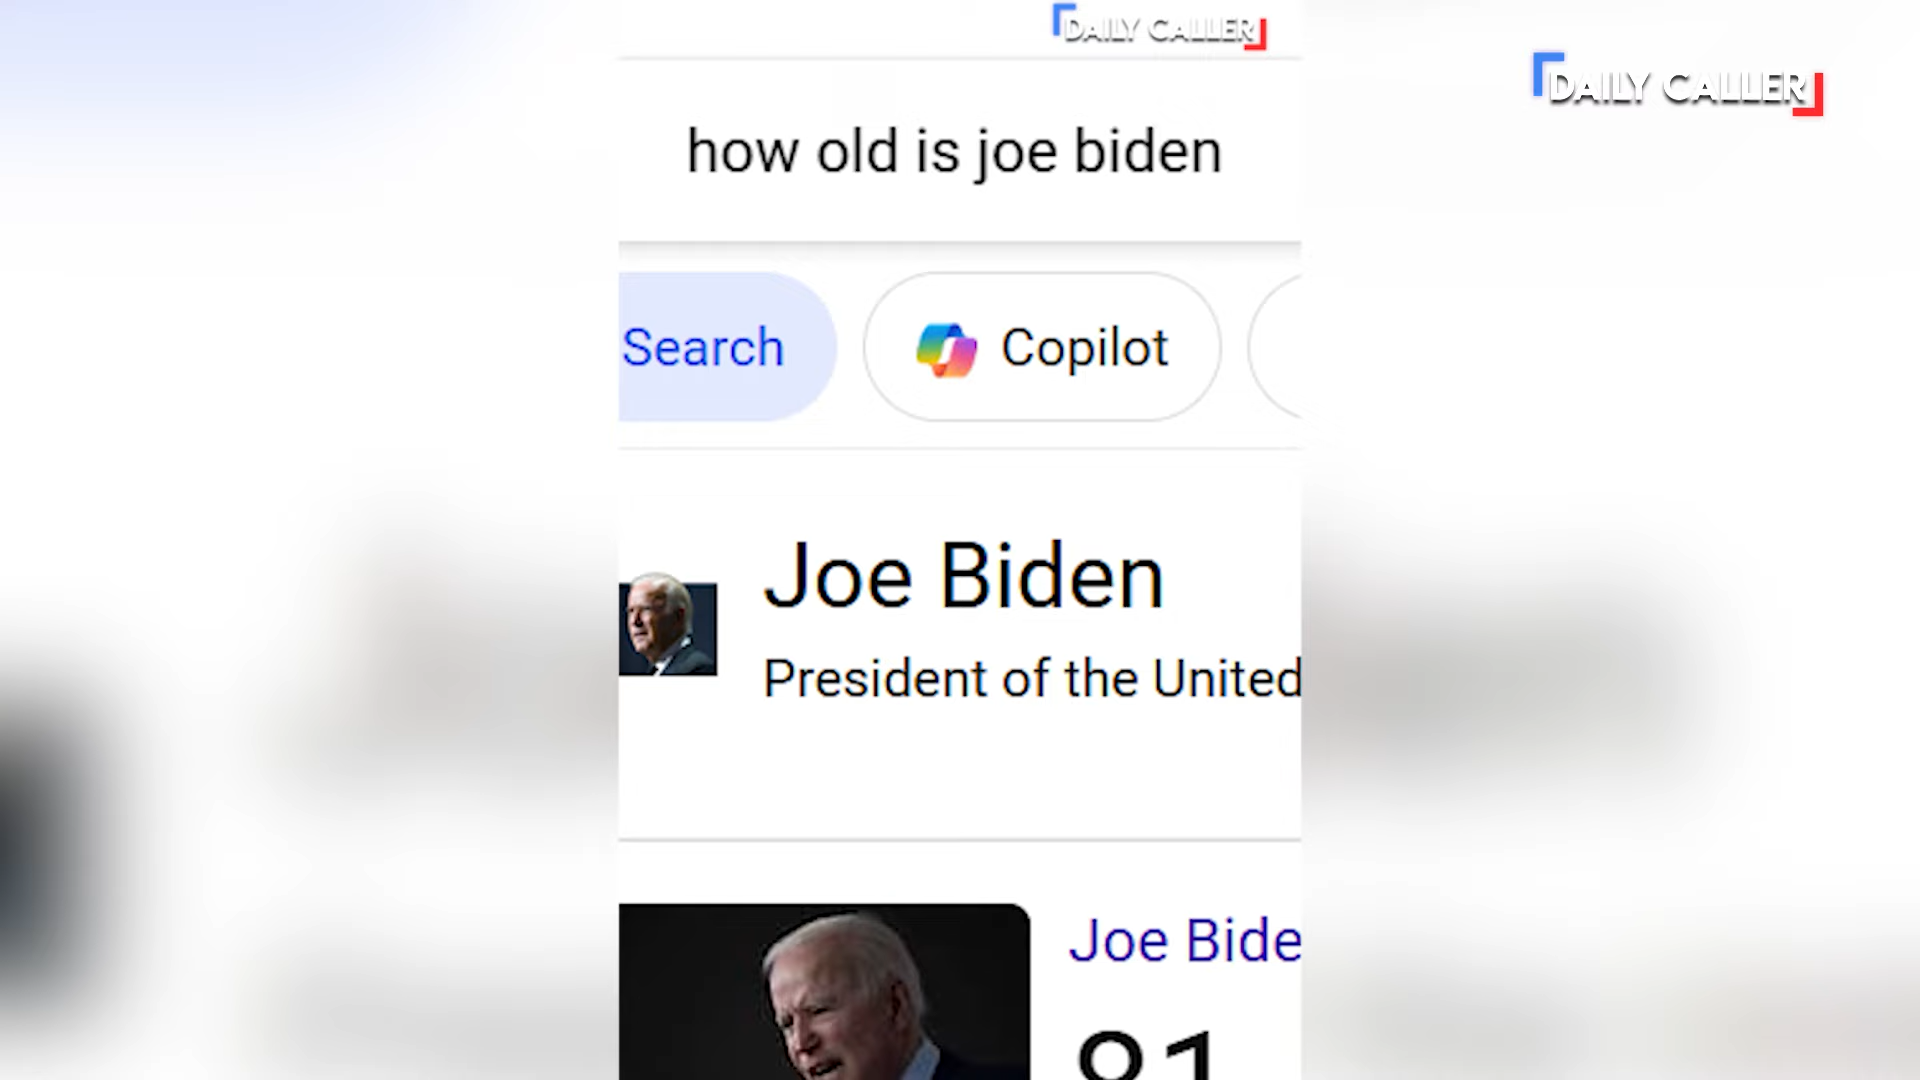 DAILY CALLER
DAILY CALLER
how old is joe biden
Search
Copilot
Joe Biden
President of the United
Joe Bide
81